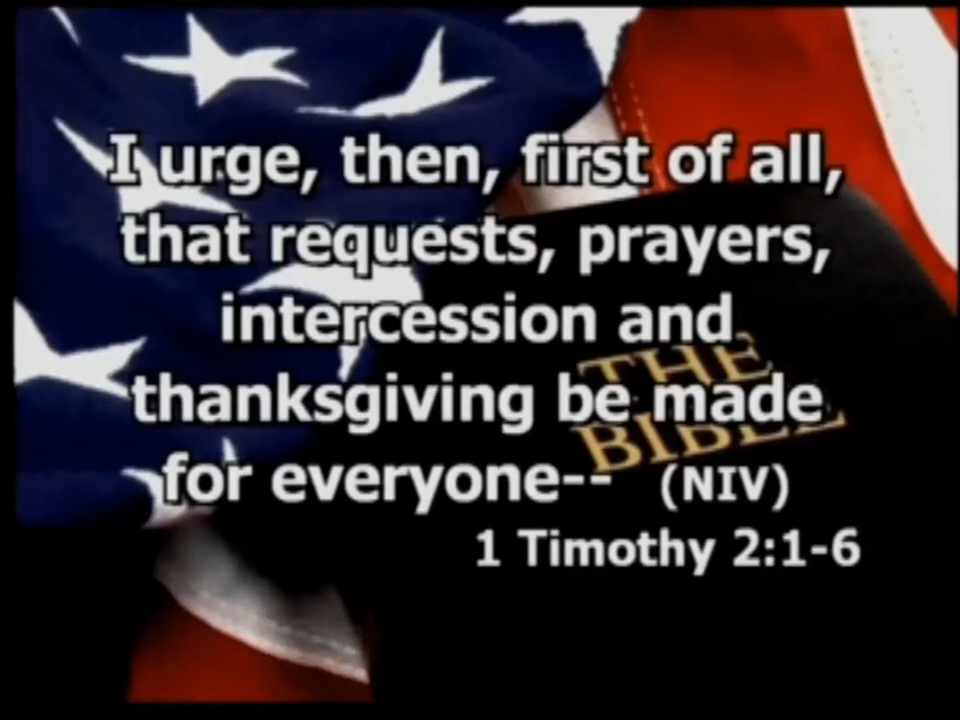 I urge, then, first of all,
that requests, prayers,
intercession and
thanksgiving be made
for everyone-- (NIV)
1 Timothy 2:1-6
THE
BIBLE